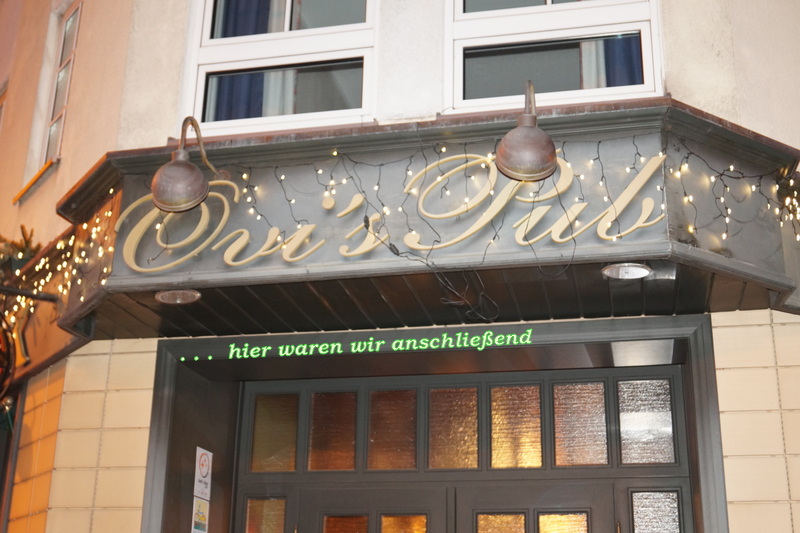 Ovi's Pub
... hier waren wir anschließend